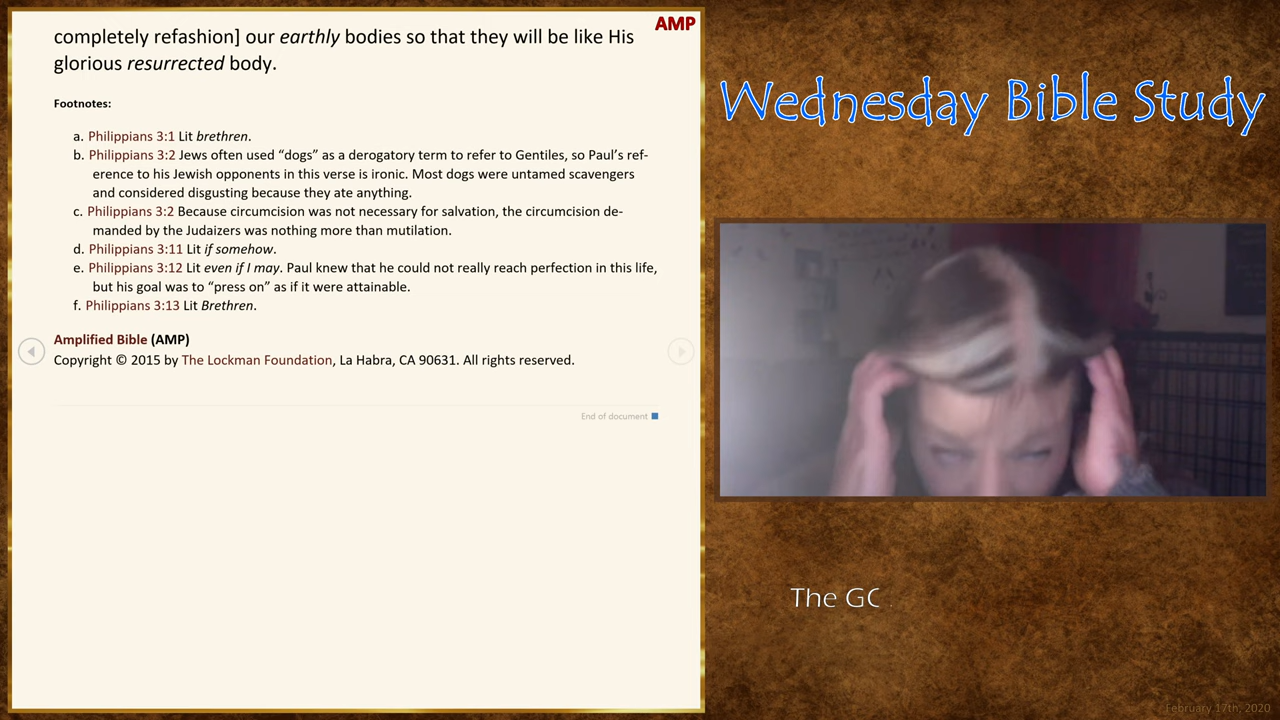 AMP
completely refashion] our earthly bodies so that they will be like His
glorious resurrected body.
Footnotes:
a. Philippians 3:1 Lit brethren.
b. Philippians 3:2 Jews often used “dogs” as a derogatory term to refer to Gentiles, so Paul’s ref-
erence to his Jewish opponents in this verse is ironic. Most dogs were untamed scavengers
and considered disgusting because they ate anything.
c. Philippians 3:2 Because circumcision was not necessary for salvation, the circumcision de-
manded by the Judaizers was nothing more than mutilation.
d. Philippians 3:11 Lit if somehow.
e. Philippians 3:12 Lit even if I may. Paul knew that he could not really reach perfection in this life,
but his goal was to “press on” as if it were attainable.
f. Philippians 3:13 Lit Brethren.
Amplified Bible (AMP)
Copyright © 2015 by The Lockman Foundation, La Habra, CA 90631. All rights reserved.
End of document
Wednesday Bible Study
The GC
February 17th, 2020